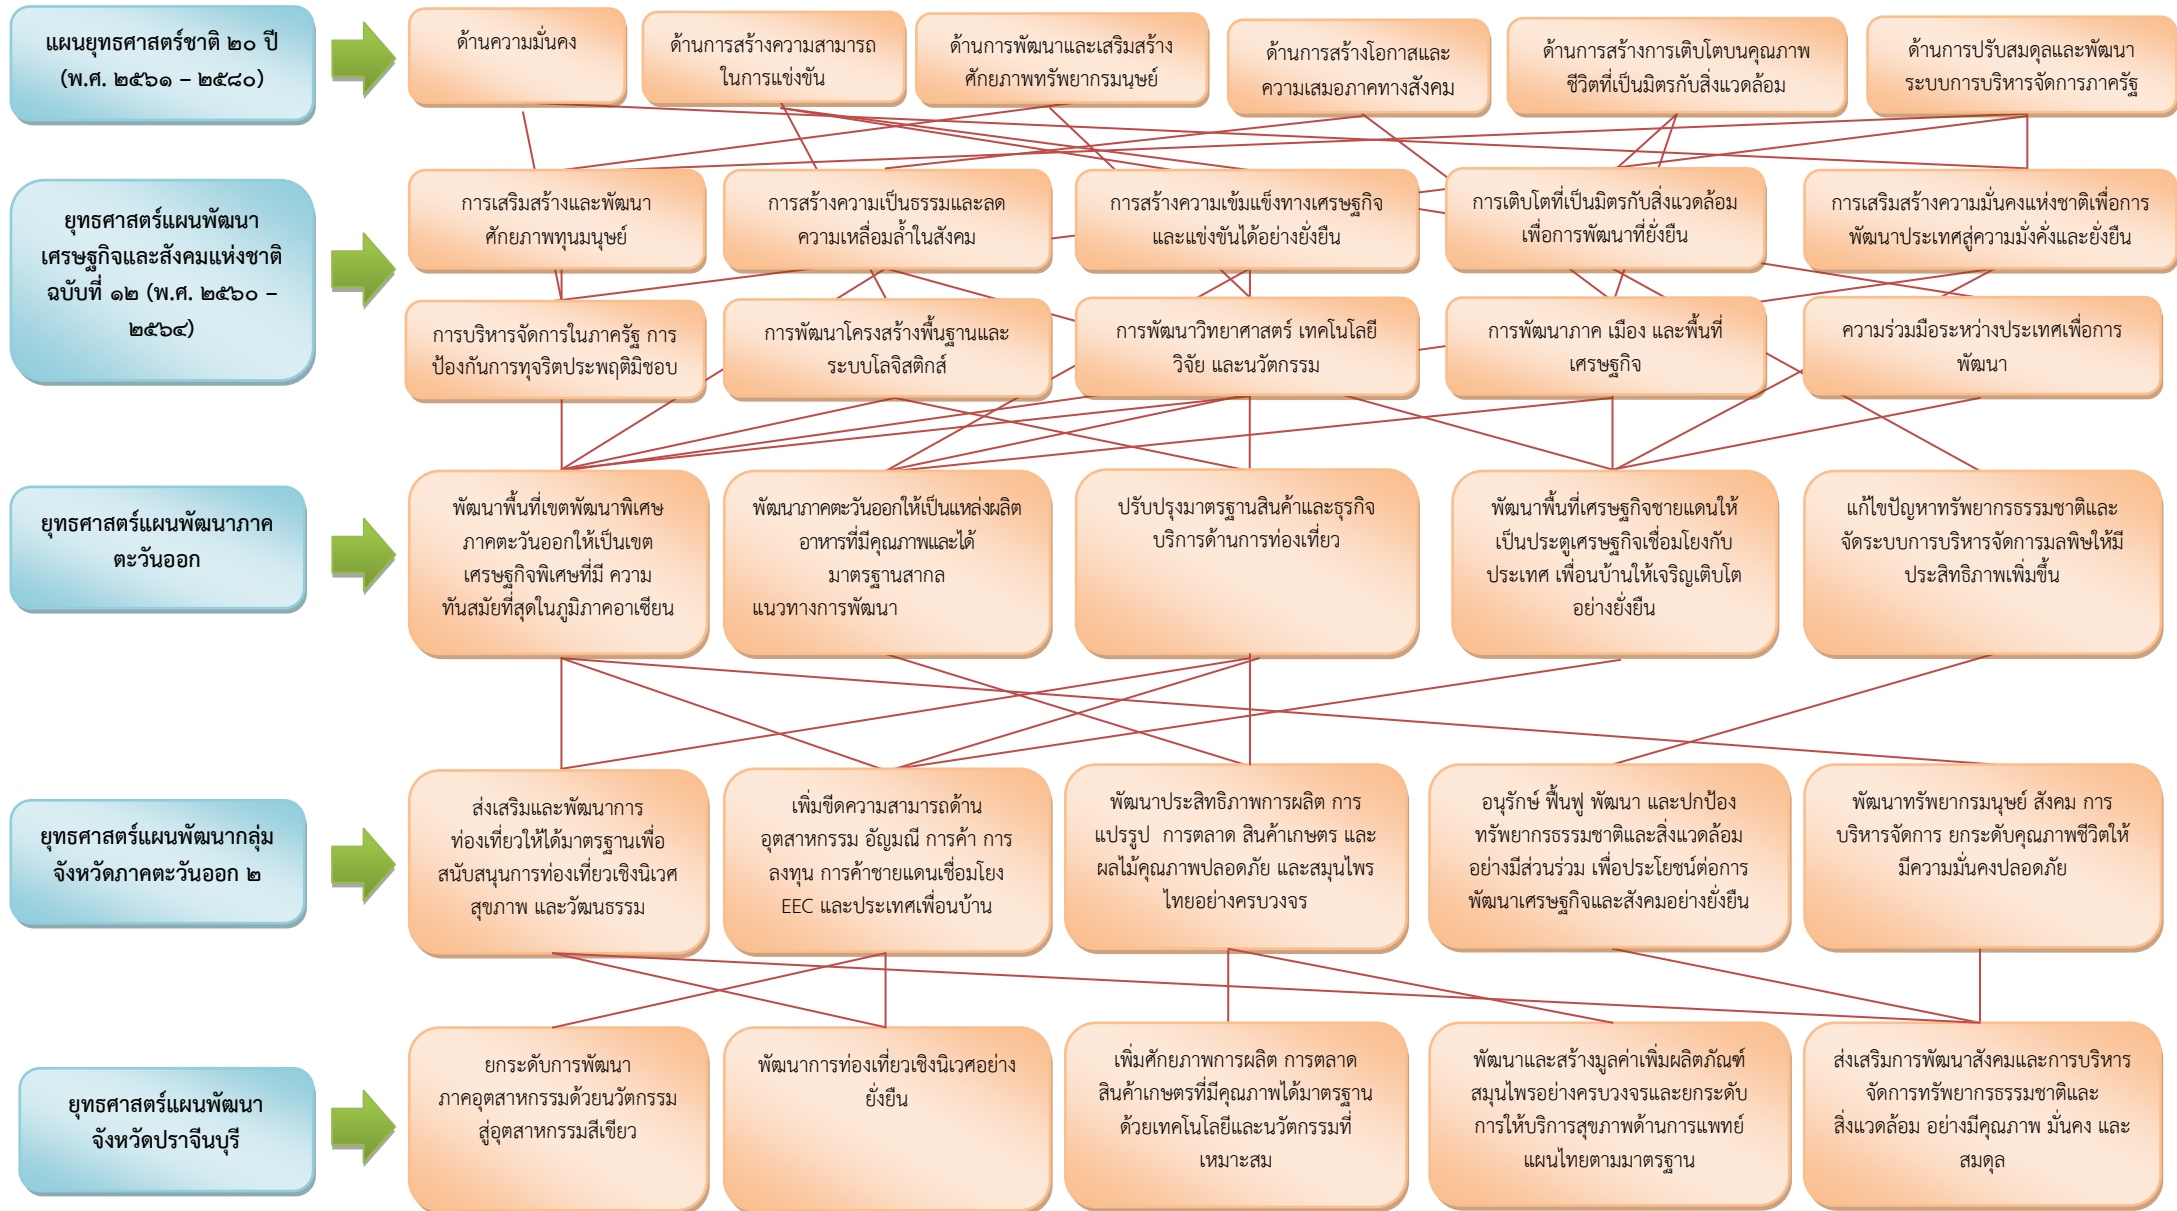 แผนยุทธศาสตร์ชาติ ๒๐ ปี
(พ.ศ. ๒๕๖๑ – ๒๕๘๐)
ด้านความมั่นคง
ด้านการสร้างความสามารถ
ในการแข่งขัน
ด้านการพัฒนาและเสริมสร้าง
ศักยภาพทรัพยากรมนุษย์
ด้านการสร้างโอกาสและ
ความเสมอภาคทางสังคม
ด้านการสร้างการเติบโตบนคุณภาพ
ชีวิตที่เป็นมิตรกับสิ่งแวดล้อม
ด้านการปรับสมดุลและพัฒนา
ระบบการบริหารจัดการภาครัฐ
ยุทธศาสตร์แผนพัฒนา
เศรษฐกิจและสังคมแห่งชาติ
ฉบับที่ ๑๒ (พ.ศ. ๒๕๖๐ –
๒๕๖๔)
การเสริมสร้างและพัฒนา
ศักยภาพทุนมนุษย์
การสร้างความเป็นธรรมและลด
ความเหลื่อมล้ำในสังคม
การสร้างความเข้มแข็งทางเศรษฐกิจ
และแข่งขันได้อย่างยั่งยืน
การเติบโตที่เป็นมิตรกับสิ่งแวดล้อม
เพื่อการพัฒนาที่ยั่งยืน
การเสริมสร้างความมั่นคงแห่งชาติเพื่อการ
พัฒนาประเทศสู่ความมั่งคั่งและยั่งยืน
การบริหารจัดการในภาครัฐ การ
ป้องกันการทุจริตประพฤติมิชอบ
การพัฒนาโครงสร้างพื้นฐานและ
ระบบโลจิสติกส์
การพัฒนาวิทยาศาสตร์ เทคโนโลยี
วิจัย และนวัตกรรม
การพัฒนาภาค เมือง และพื้นที่
เศรษฐกิจ
ความร่วมมือระหว่างประเทศเพื่อการ
พัฒนา
ยุทธศาสตร์แผนพัฒนาภาค
ตะวันออก
พัฒนาพื้นที่เขตพัฒนาพิเศษ
ภาคตะวันออกให้เป็นเขต
เศรษฐกิจพิเศษที่มี ความ
ทันสมัยที่สุดในภูมิภาคอาเซียน
พัฒนาภาคตะวันออกให้เป็นแหล่งผลิต
อาหารที่มีคุณภาพและได้
มาตรฐานสากล
แนวทางการพัฒนา
ปรับปรุงมาตรฐานสินค้าและธุรกิจ
บริการด้านการท่องเที่ยว
พัฒนาพื้นที่เศรษฐกิจชายแดนให้
เป็นประตูเศรษฐกิจเชื่อมโยงกับ
ประเทศ เพื่อนบ้านให้เจริญเติบโต
อย่างยั่งยืน
แก้ไขปัญหาทรัพยากรธรรมชาติและ
จัดระบบการบริหารจัดการมลพิษให้มี
ประสิทธิภาพเพิ่มขึ้น
ยุทธศาสตร์แผนพัฒนากลุ่ม
จังหวัดภาคตะวันออก ๒
ส่งเสริมและพัฒนาการ
ท่องเที่ยวให้ได้มาตรฐานเพื่อ
สนับสนุนการท่องเที่ยวเชิงนิเวศ
สุขภาพ และวัฒนธรรม
เพิ่มขีดความสามารถด้าน
อุตสาหกรรม อัญมณี การค้า การ
ลงทุน การค้าชายแดนเชื่อมโยง
EEC และประเทศเพื่อนบ้าน
พัฒนาประสิทธิภาพการผลิต การ
แปรรูป การตลาด สินค้าเกษตร และ
ผลไม้คุณภาพปลอดภัย และสมุนไพร
ไทยอย่างครบวงจร
อนุรักษ์ ฟื้นฟู พัฒนา และปกป้อง
ทรัพยากรธรรมชาติและสิ่งแวดล้อม
อย่างมีส่วนร่วม เพื่อประโยชน์ต่อการ
พัฒนาเศรษฐกิจและสังคมอย่างยั่งยืน
พัฒนาทรัพยากรมนุษย์ สังคม การ
บริหารจัดการ ยกระดับคุณภาพชีวิตให้
มีความมั่นคงปลอดภัย
ยุทธศาสตร์แผนพัฒนา
จังหวัดปราจีนบุรี
ยกระดับการพัฒนา
ภาคอุตสาหกรรมด้วยนวัตกรรม
สู่อุตสาหกรรมสีเขียว
พัฒนาการท่องเที่ยวเชิงนิเวศอย่าง
ยั่งยืน
เพิ่มศักยภาพการผลิต การตลาด
สินค้าเกษตรที่มีคุณภาพได้มาตรฐาน
ด้วยเทคโนโลยีและนวัตกรรมที่
เหมาะสม
พัฒนาและสร้างมูลค่าเพิ่มผลิตภัณฑ์
สมุนไพรอย่างครบวงจรและยกระดับ
การให้บริการสุขภาพด้านการแพทย์
แผนไทยตามมาตรฐาน
ส่งเสริมการพัฒนาสังคมและการบริหาร
จัดการทรัพยากรธรรมชาติและ
สิ่งแวดล้อม อย่างมีคุณภาพ มั่นคง และ
สมดุล